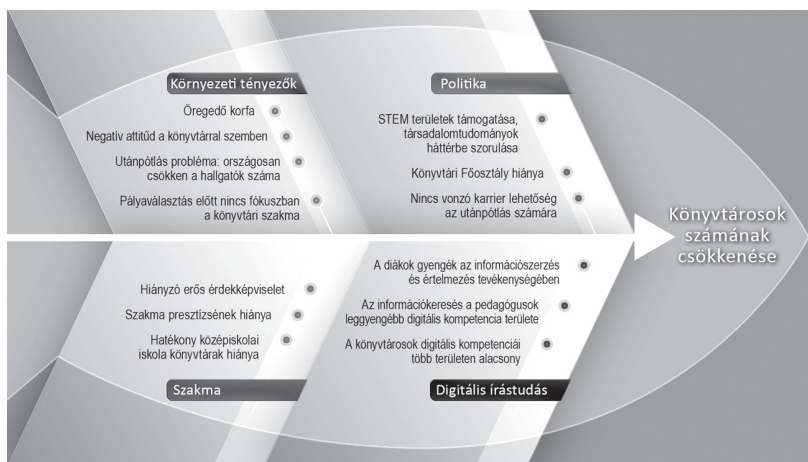 Környezeti tényezők
Öregedő korfa
Negatív attitűd a könyvtárral szemben
Utánpótlás probléma: országosan
csökken a hallgatók száma
Pályaválasztás előtt nincs fókuszban
a könyvtári szakma
Politika
STEM területek támogatása,
társadalomtudományok
háttérbe szorulása
Könyvtári Főosztály hiánya
Nincs vonzó karrier lehetőség
az utánpótlás számára
Könyvtárosok
számának
csökkenése
Hiányzó erős érdekképviselet
Szakma presztízsének hiánya
Hatékony középiskolai
iskola könyvtárak hiánya
Szakma
A diákok gyengék az információszerzés
és értelmezés tevékenységében
Az információkeresés a pedagógusok
leggyengébb digitális kompetencia területe
A könyvtárosok digitális kompetenciái
több területen alacsony
Digitális írástudás